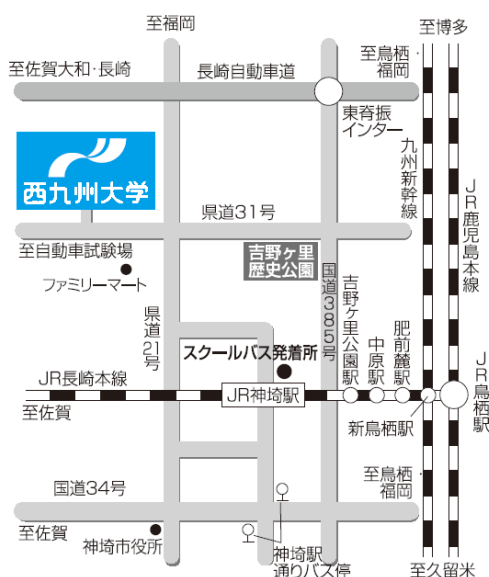 至福岡
至博多
至佐賀大和・長崎
長崎自動車道
至鳥栖
福岡
東脊振
インター
九州新幹線
JR鹿児島本線
西九州大学
県道31号
至自動車試験場
ファミリーマート
吉野ヶ里
歴史公園
国道385号
県道21号
吉野ヶ里公園駅
中原駅
肥前麓駅
スクールバス発着所
JR長崎本線
JR神埼駅
JR鳥栖駅
至佐賀
新鳥栖駅
至鳥栖
福岡
国道34号
至佐賀
神埼市役所
神埼駅
通りバス停
至久留米